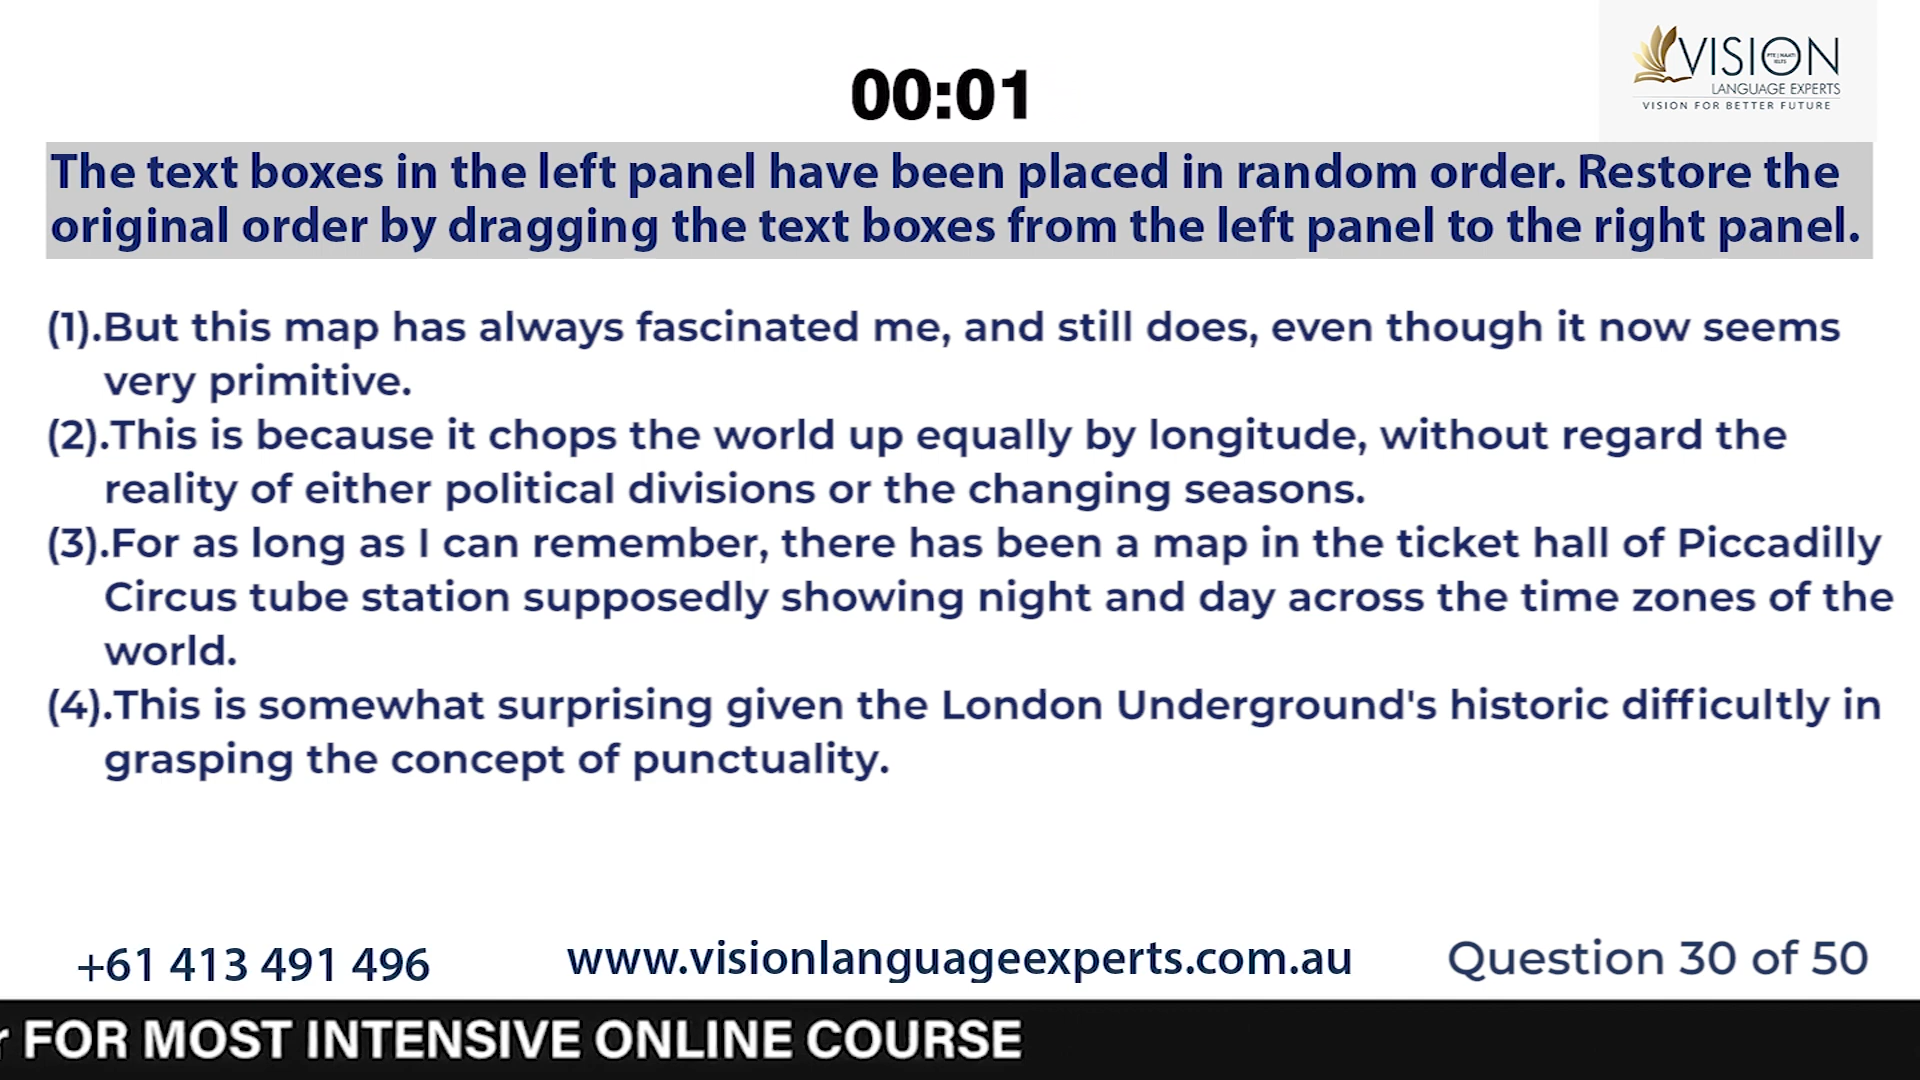 VISION
PTE | NAATI
IELTS
LANGUAGE EXPERTS
VISION FOR BETTER FUTURE
00:01
The text boxes in the left panel have been placed in random order. Restore the
original order by dragging the text boxes from the left panel to the right panel.
(1).But this map has always fascinated me, and still does, even though it now seems
very primitive.
(2).This is because it chops the world up equally by longitude, without regard the
reality of either political divisions or the changing seasons.
(3).For as long as I can remember, there has been a map in the ticket hall of Piccadilly
Circus tube station supposedly showing night and day across the time zones of the
world.
(4).This is somewhat surprising given the London Underground's historic difficultly in
grasping the concept of punctuality.
+61 413 491 496
www.visionlanguageexperts.com.au
Question 30 of 50
r FOR MOST INTENSIVE ONLINE COURSE